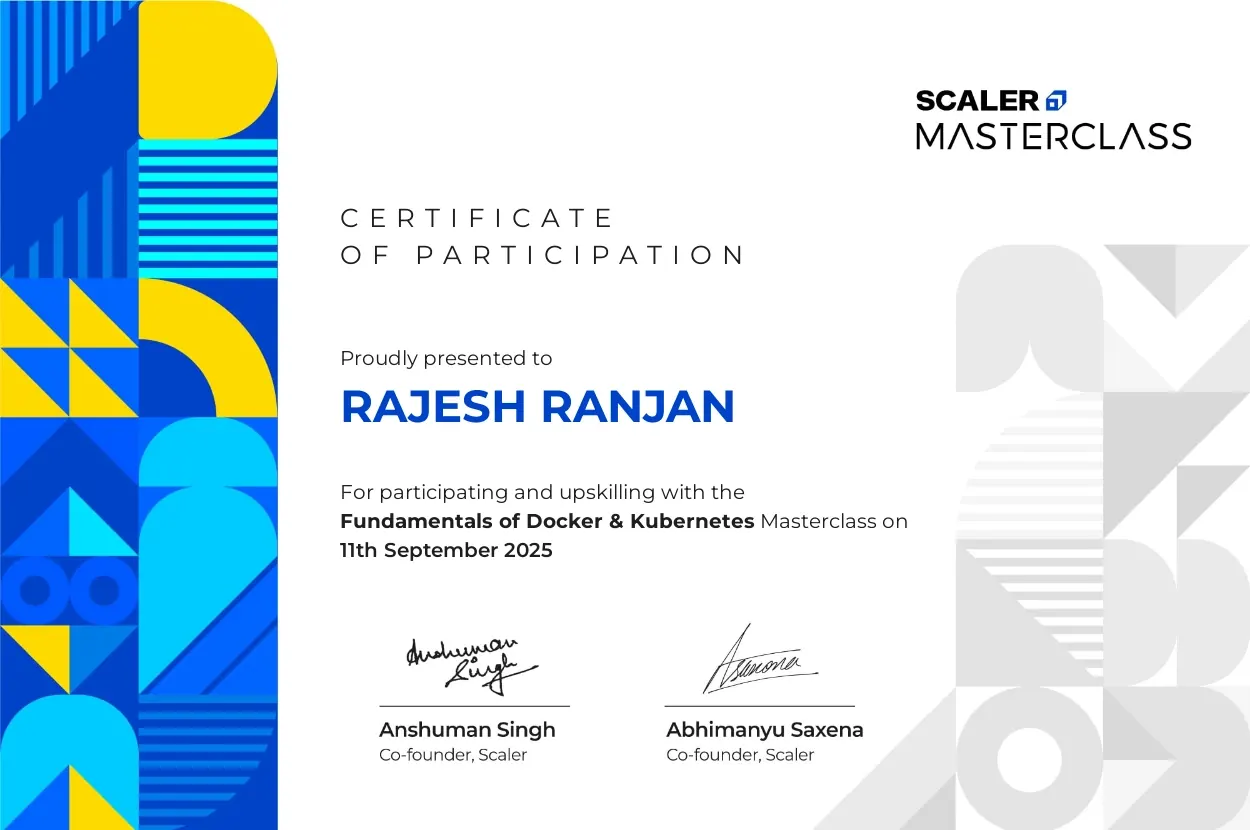 SCALER
MASTERCLASS
CERTIFICATE
OF PARTICIPATION
Proudly presented to
RAJESH RANJAN
For participating and upskilling with the
Fundamentals of Docker & Kubernetes Masterclass on
11th September 2025
Anshuman
Singh
Asaxena
Anshuman Singh
Co-founder, Scaler
Abhimanyu Saxena
Co-founder, Scaler